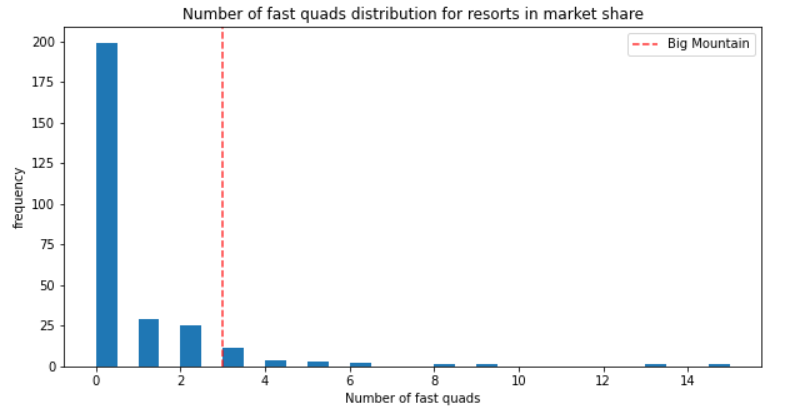 Number of fast quads distribution for resorts in market share
Big Mountain
frequency
200
175
150
125
100
75
50
25
0
0 2 4 6 8 10 12 14
Number of fast quads